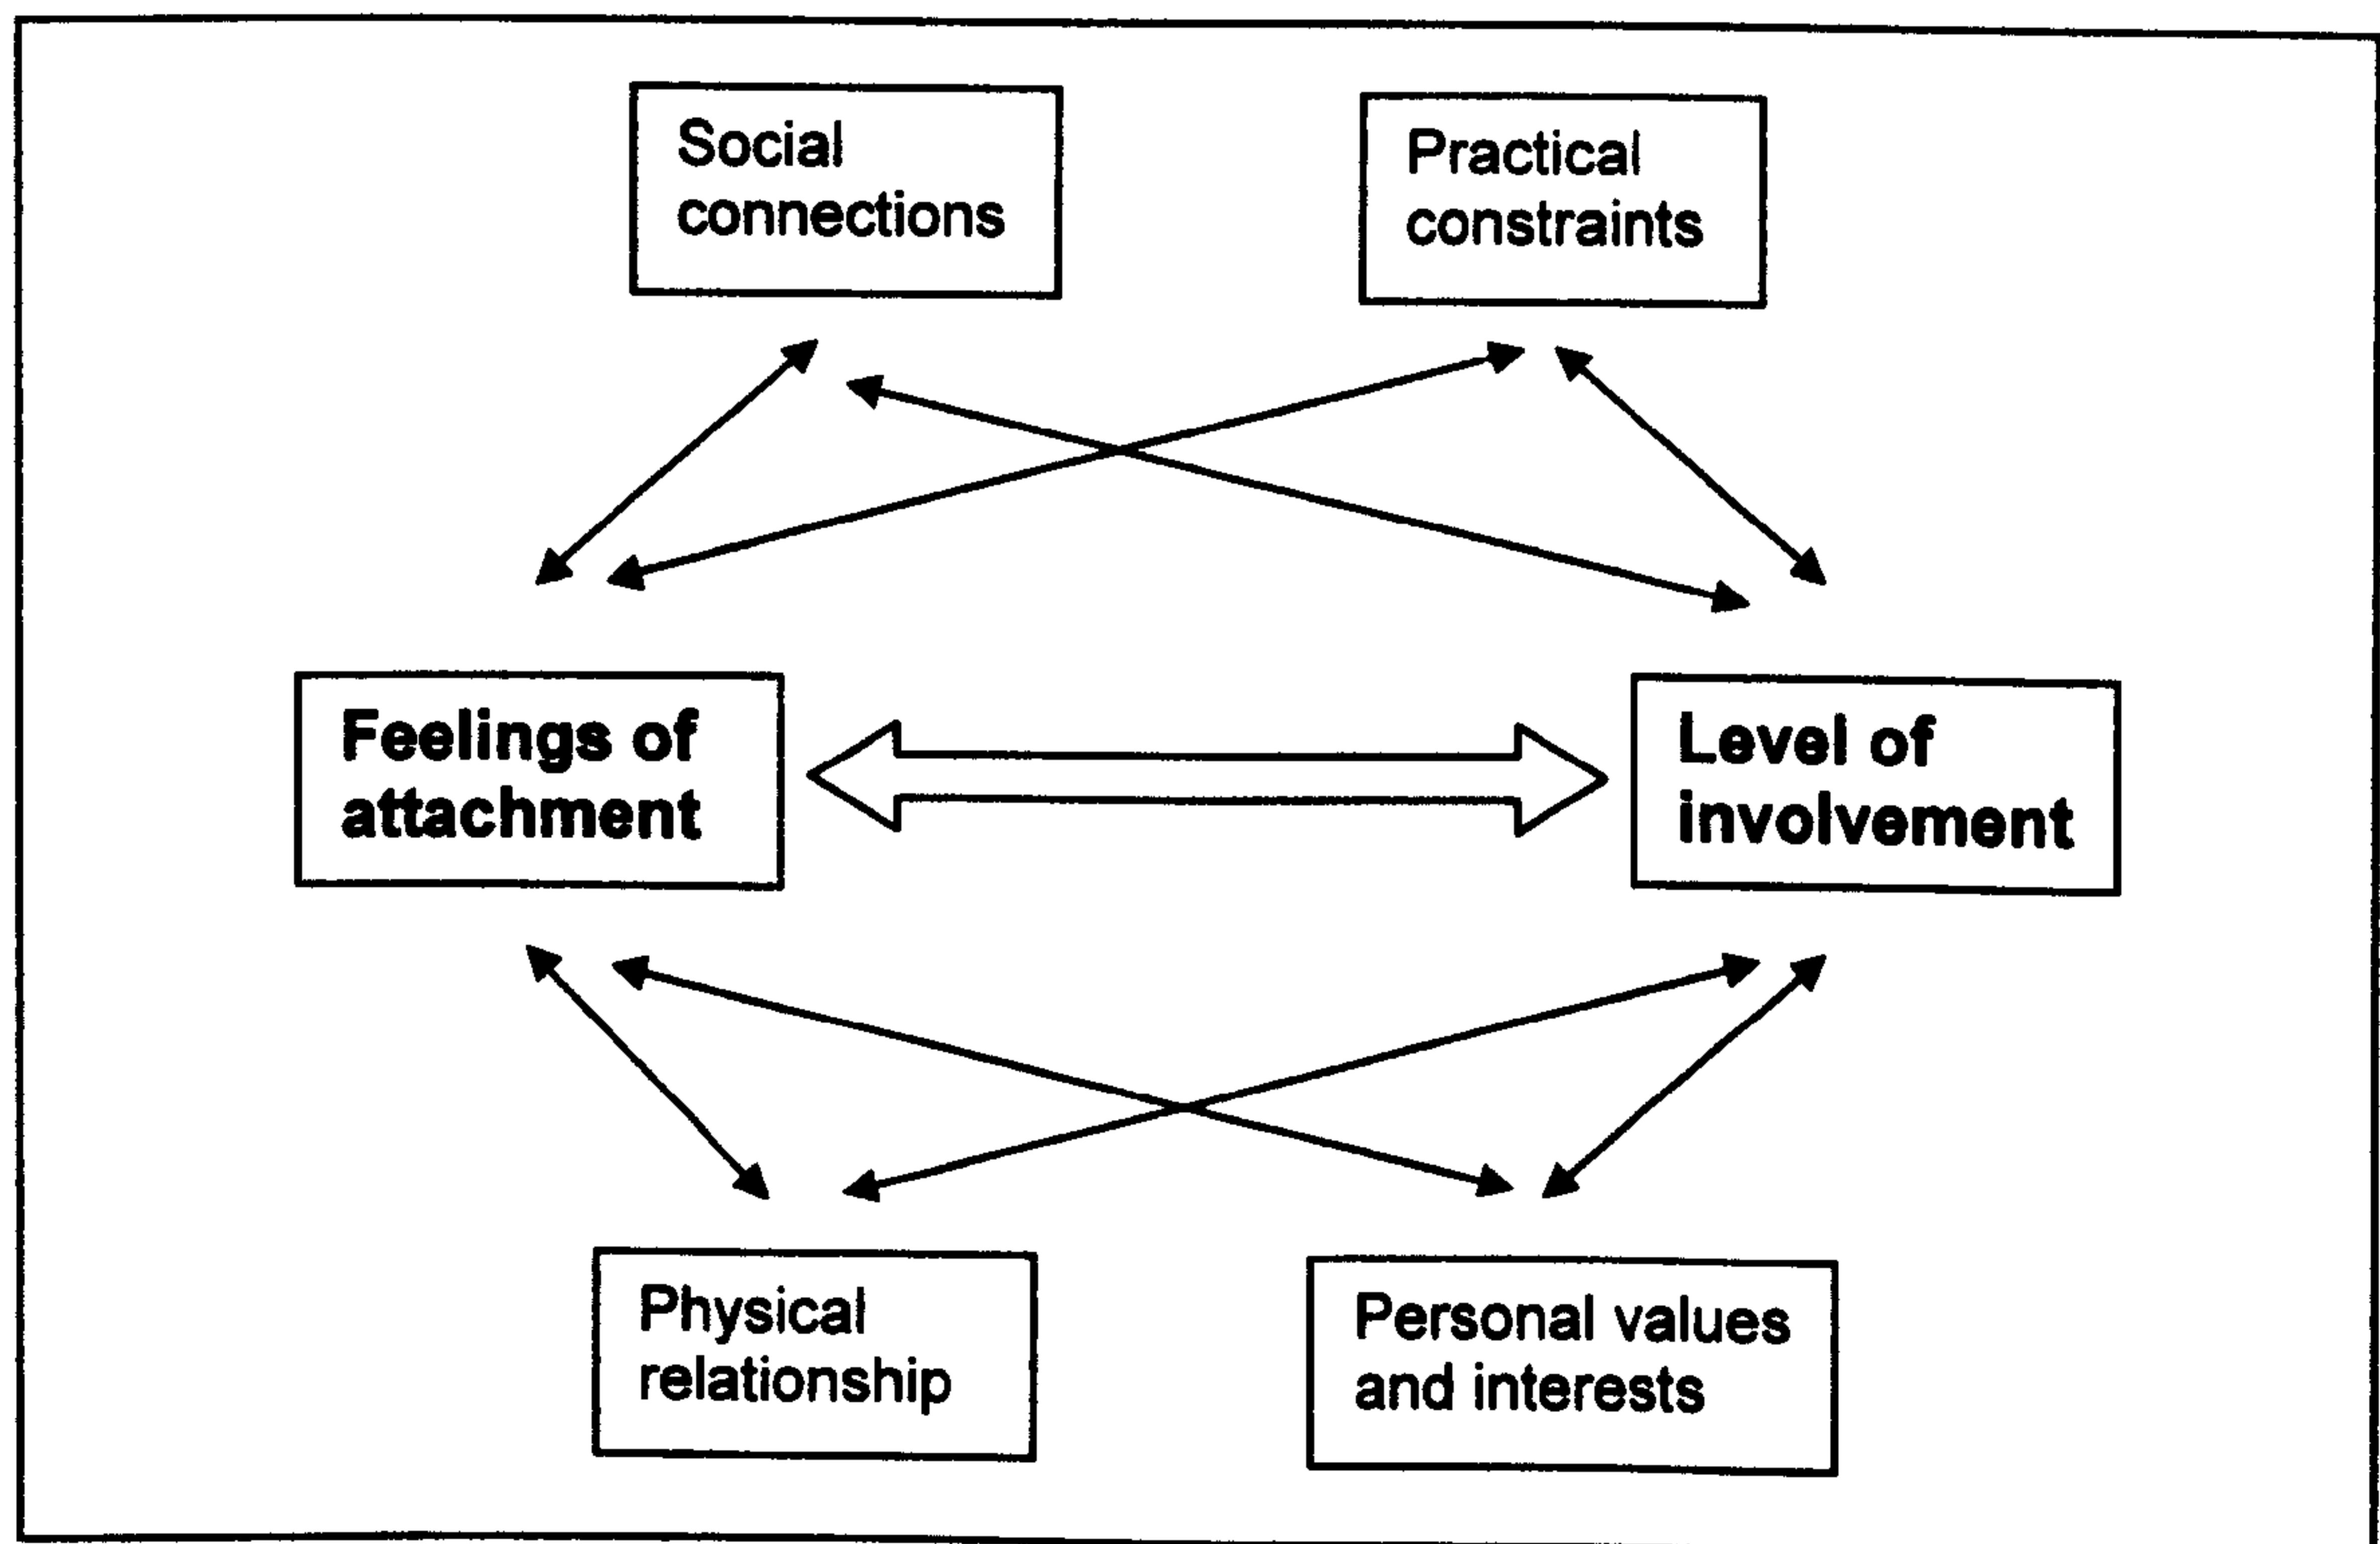 Social
connections
Practical
constraints
Feelings of
attachment
Level of
involvement
Physical
relationship
Personal values
and interests